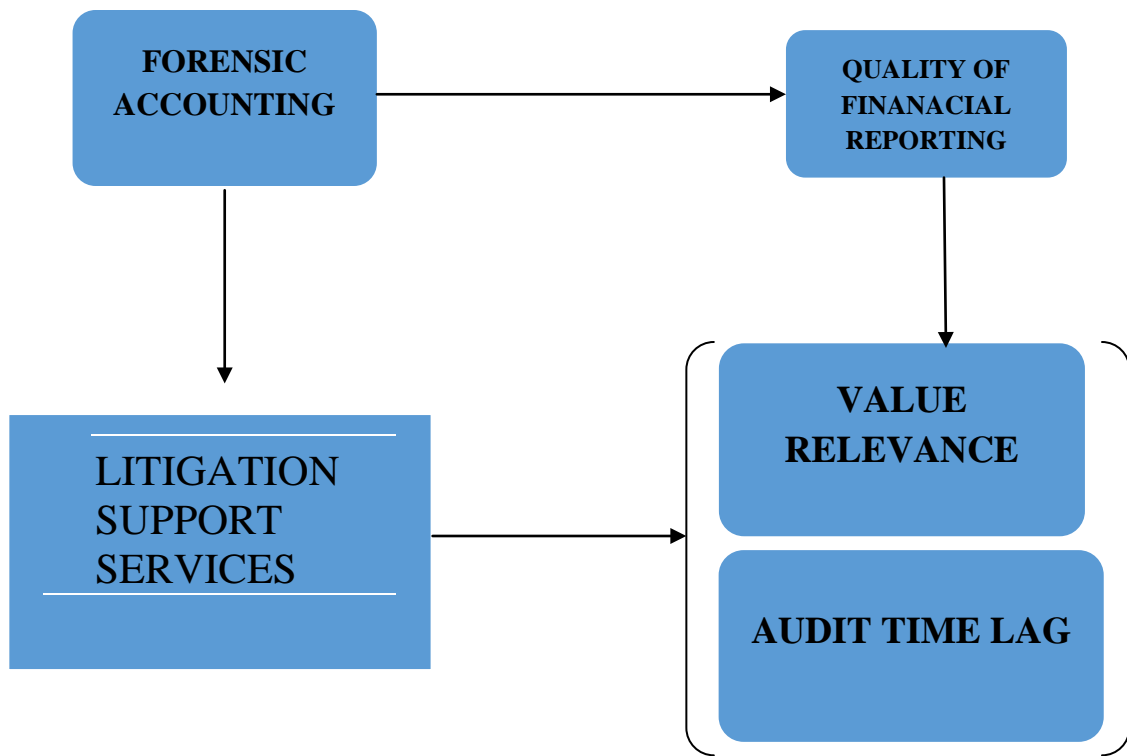 FORENSIC
ACCOUNTING
QUALITY OF
FINANACIAL
REPORTING
LITIGATION
SUPPORT
SERVICES
VALUE
RELEVANCE
AUDIT TIME LAG